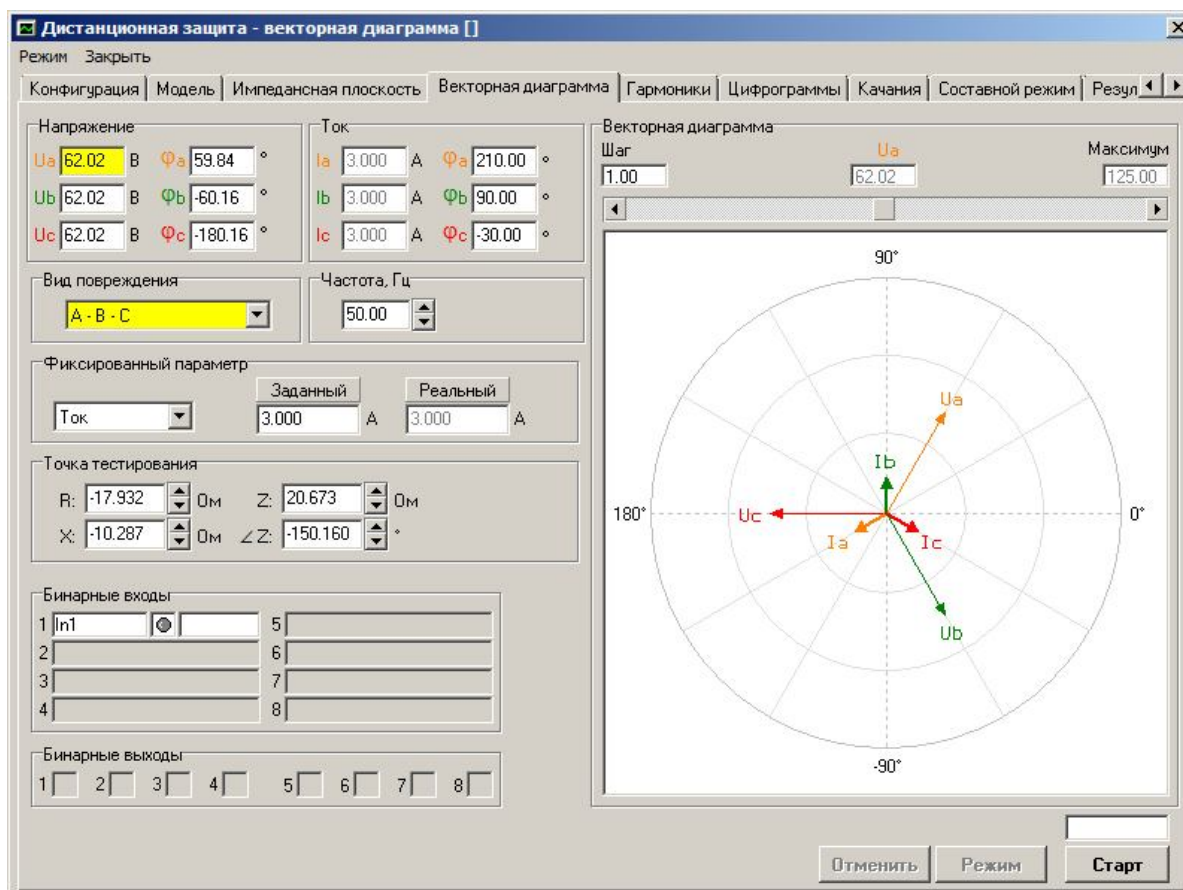 Дистанционная защита - векторная диаграмма []
Режим Закрыть
Конфигурация Модель Импедансная плоскость Векторная диаграмма Гармоники Цифрограммы Качания Составной режим Резул
Напряжение
Ua 62.02 В φa 59.84 °
Ub 62.02 В φb -60.16 °
Uc 62.02 В φc -180.16 °
Ток
Ia 3.000 А φa 210.00 °
Ib 3.000 А φb 90.00 °
Ic 3.000 А φc -30.00 °
Вид повреждения
A - B - C
Частота, Гц
50.00
Фиксированный параметр
Заданный Реальный
Ток 3.000 А 3.000 А
Точка тестирования
R: -17.932 Ом Z: 20.673 Ом
X: -10.287 Ом ∠Z: -150.160 °
Бинарные входы
1 In1 5
2 6
3 7
4 8
Бинарные выходы
1 2 3 4 5 6 7 8
Векторная диаграмма
Шаг Ua Максимум
1.00 62.02 125.00
90°
Ua
Ib
180° Uc 0°
Ia Ic
Ub
-90°
Отменить Режим Старт